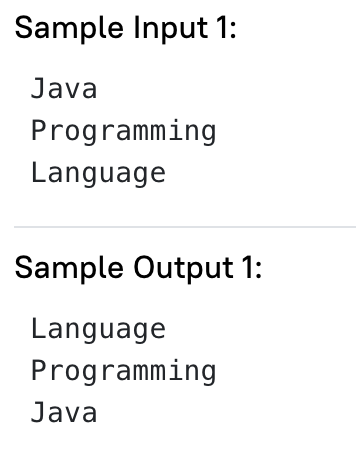 Sample Input 1:
Java
Programming
Language
Sample Output 1:
Language
Programming
Java